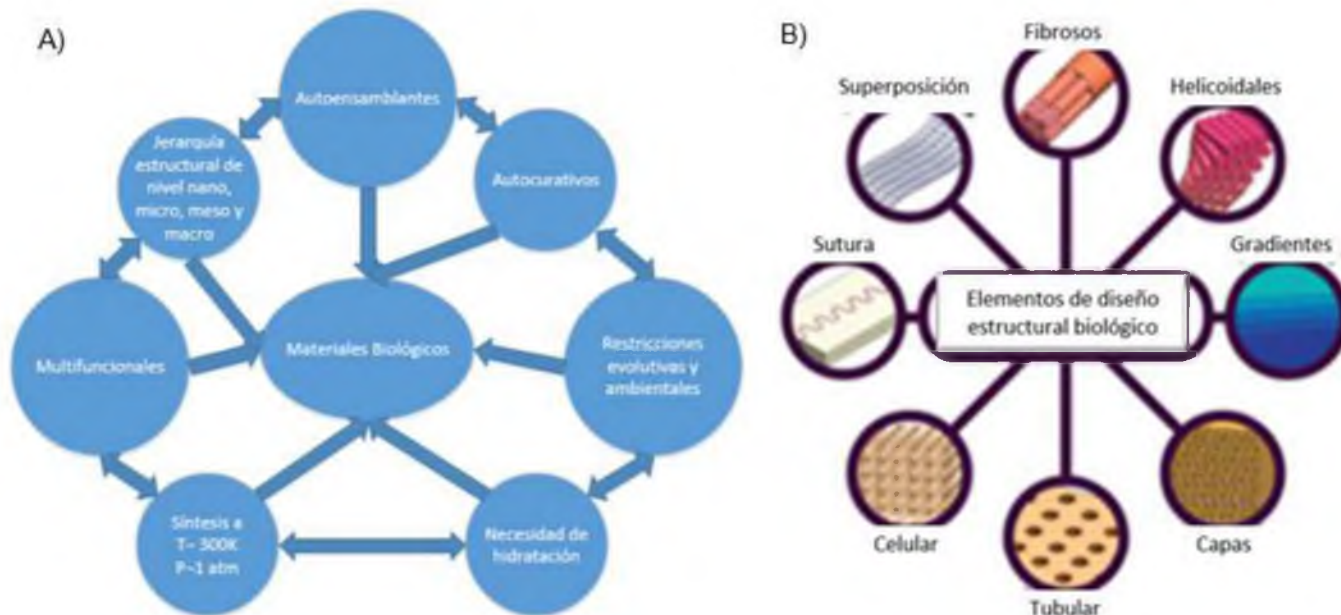 A)
Autoensamblantes
Jerarquía
estructural de
nivel nano,
micro, meso y
macro
Autocurativos
Multifuncionales
Materiales Biológicos
Restricciones
evolutivas y
ambientales
Síntesis a
T~ 300K
P~1 atm
Necesidad de
hidratación
B)
Fibrosos
Superposición
Helicoidales
Sutura
Gradientes
Elementos de diseño
estructural biológico
Celular
Capas
Tubular